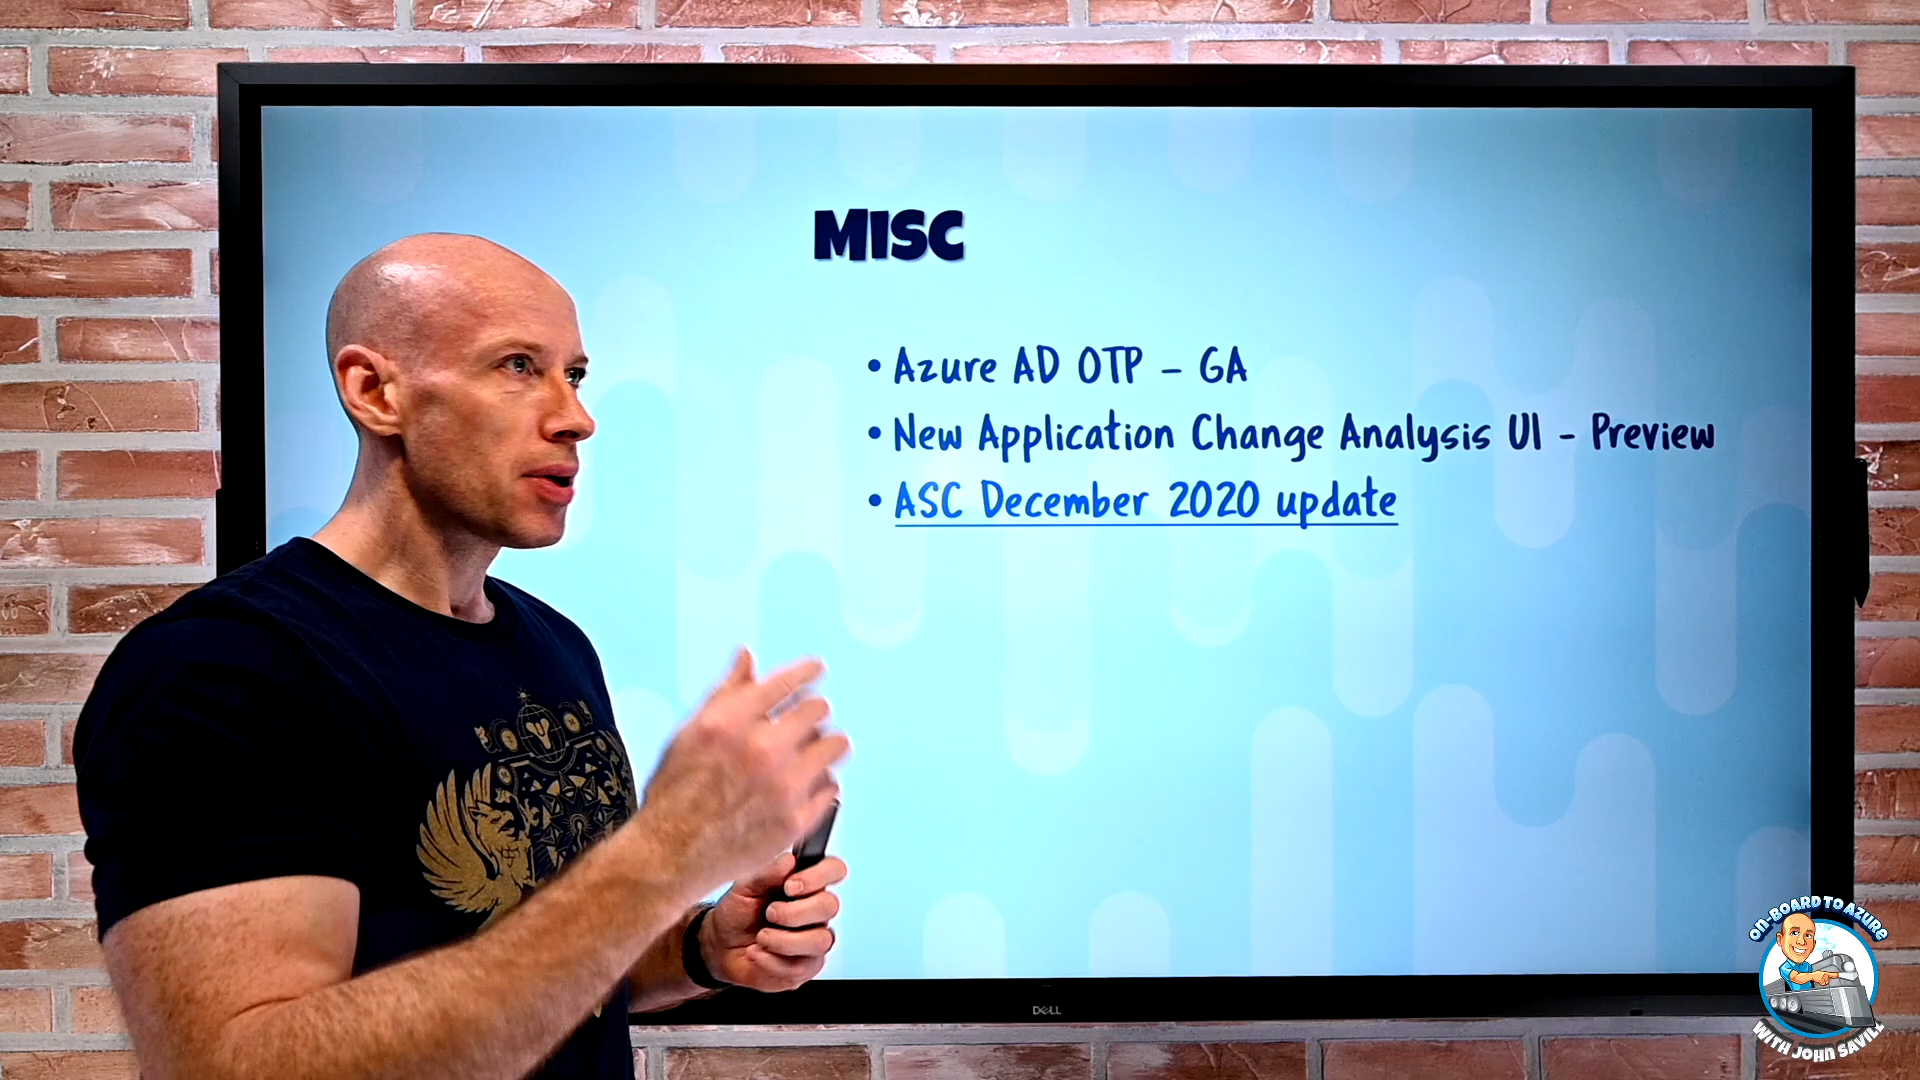 MISC
• Azure AD OTP – GA
• New Application Change Analysis UI - Preview
• ASC December 2020 update
DELL
ON-BOARD TO AZURE
WITH JOHN SAVILL